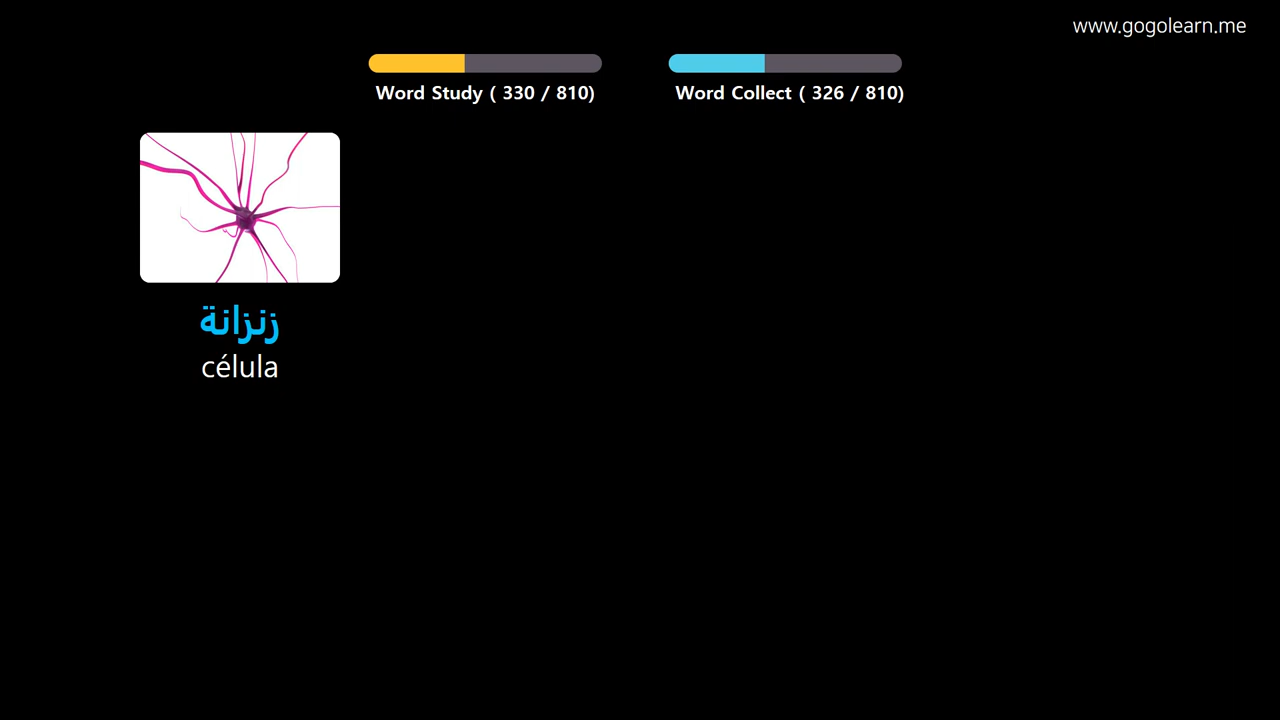 www.gogolearn.me
Word Study ( 330 / 810)
Word Collect ( 326 / 810)
زنزانة
célula